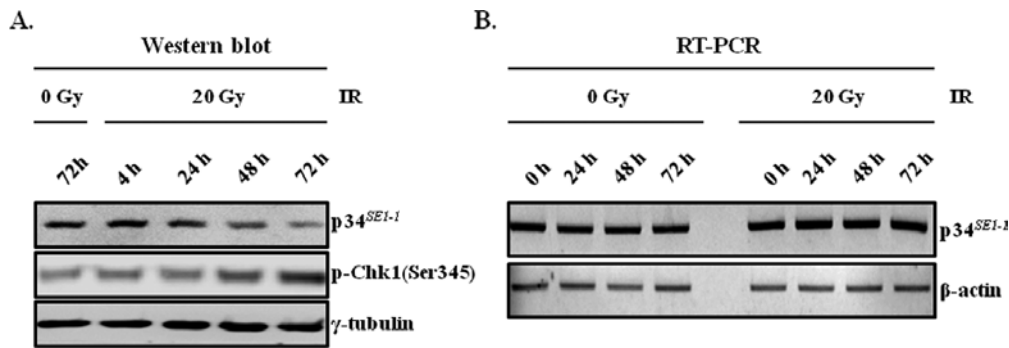 A.
Western blot
0 Gy 20 Gy IR
72h 4 h 24 h 48 h 72 h
p34SE1-1
p-Chk1(Ser345)
γ-tubulin
B.
RT-PCR
0 Gy 20 Gy IR
0 h 24 h 48 h 72 h 0 h 24 h 48 h 72 h
p34SE1-1
β-actin